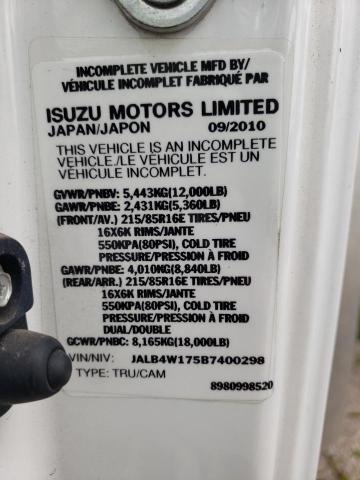 INCOMPLETE VEHICLE MFD BY/
VÉHICULE INCOMPLET FABRIQUÉ PAR
ISUZU MOTORS LIMITED
JAPAN/JAPON 09/2010
THIS VEHICLE IS AN INCOMPLETE
VEHICLE./LE VÉHICULE EST UN
VÉHICULE INCOMPLET.
GVWR/PNBV: 5,443KG(12,000LB)
GAWR/PNBE: 2,431KG(5,360LB)
(FRONT/AV.) 215/85R16E TIRES/PNEU
16X6K RIMS/JANTE
550KPA(80PSI), COLD TIRE
PRESSURE/PRESSION À FROID
GAWR/PNBE: 4,010KG(8,840LB)
(REAR/ARR.) 215/85R16E TIRES/PNEU
16X6K RIMS/JANTE
550KPA(80PSI), COLD TIRE
PRESSURE/PRESSION À FROID
DUAL/DOUBLE
GCWR/PNBC: 8,165KG(18,000LB)
VIN/NIV: JALB4W175B7400298
TYPE: TRU/CAM
8980998520